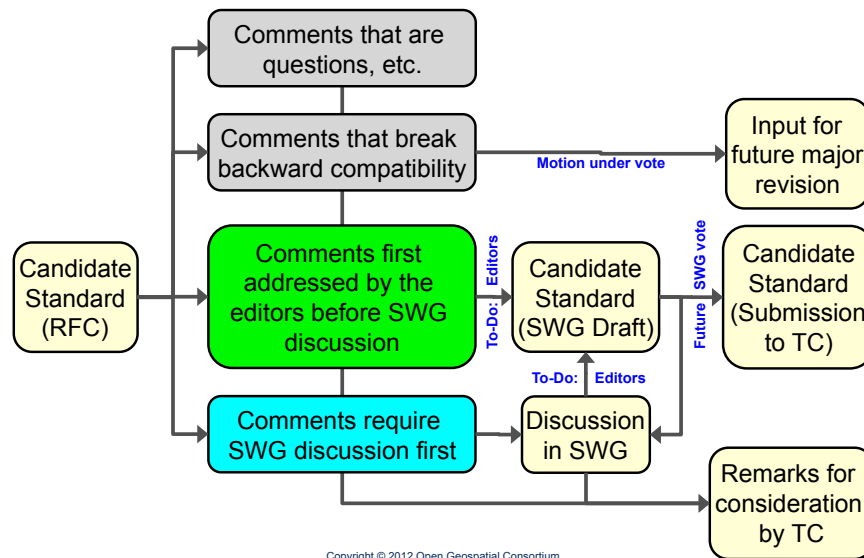 Comments that are
questions, etc.
Comments that break
backward compatibility
Motion under vote
Input for
future major
revision
Candidate
Standard
(RFC)
Comments first
addressed by the
editors before SWG
discussion
To-Do: Editors
Candidate
Standard
(SWG Draft)
Future SWG vote
Candidate
Standard
(Submission
to TC)
To-Do: Editors
Comments require
SWG discussion first
Discussion
in SWG
Remarks for
consideration
by TC
Copyright © 2012 Open Geospatial Consortium